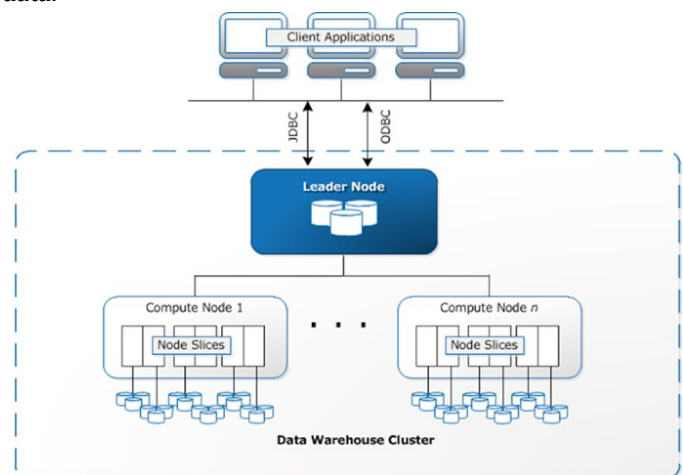 Client Applications
JDBC
ODBC
Leader Node
Compute Node 1
Compute Node n
. . .
Node Slices
Node Slices
Data Warehouse Cluster